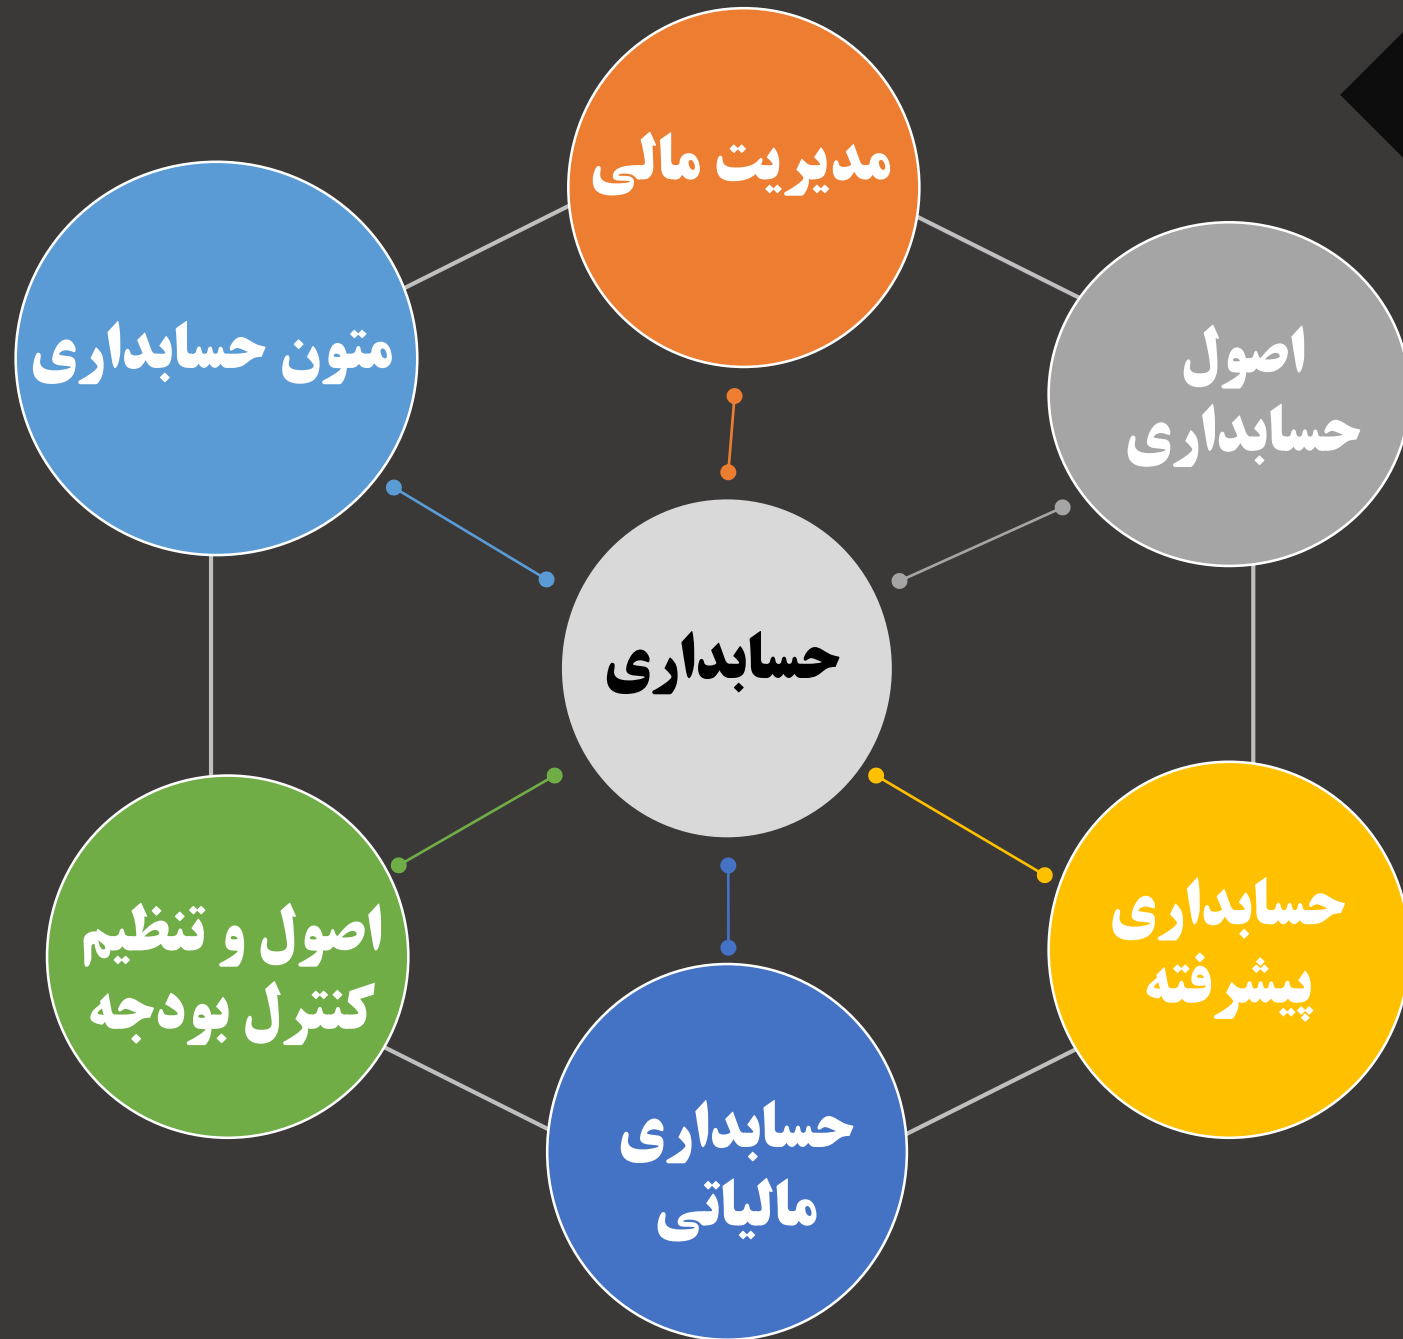 مدیریت مالی
متون حسابداری
اصول
حسابداری
حسابداری
اصول و تنظیم
کنترل بودجه
حسابداری
پیشرفته
حسابداری
مالیاتی